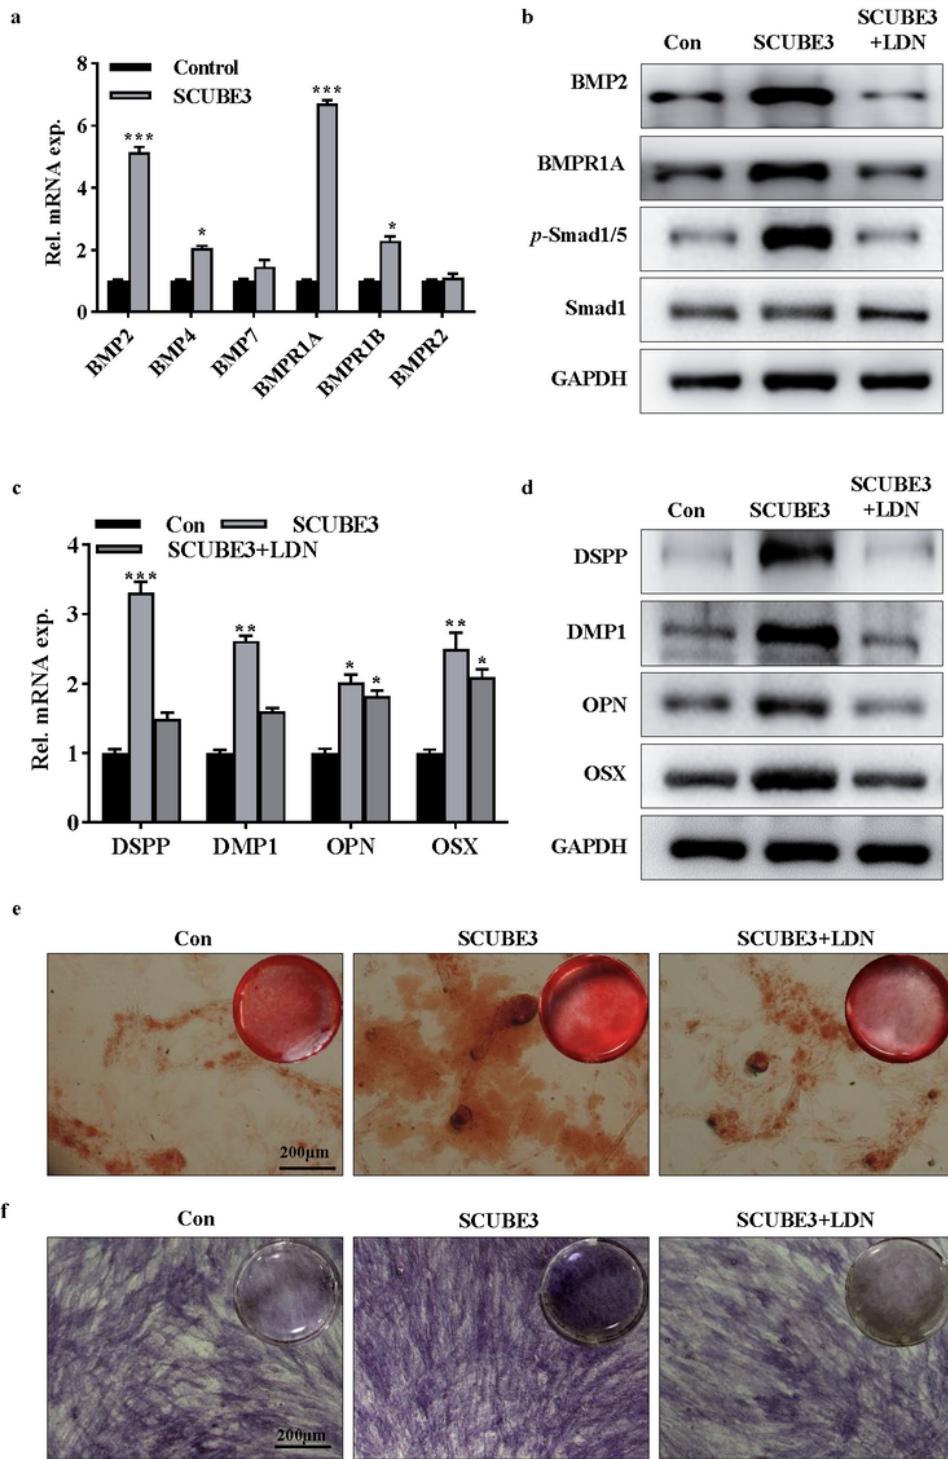 a
8
6
4
2
0
Rel. mRNA exp.
Control
SCUBE3
***
*
***
*
BMP2
BMP4
BMP7
BMPR1A
BMPR1B
BMPR2
b
Con
SCUBE3
SCUBE3
+LDN
BMP2
BMPR1A
p-Smad1/5
Smad1
GAPDH
c
Con
SCUBE3
SCUBE3+LDN
4
3
2
1
0
Rel. mRNA exp.
***
**
*
*
**
*
DSPP
DMP1
OPN
OSX
d
Con
SCUBE3
SCUBE3
+LDN
DSPP
DMP1
OPN
OSX
GAPDH
e
Con
SCUBE3
SCUBE3+LDN
200μm
f
Con
SCUBE3
SCUBE3+LDN
200μm